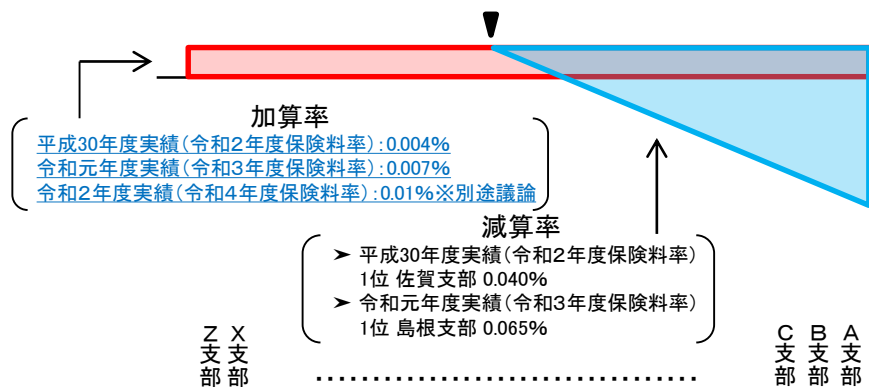 加算率
平成30年度実績(令和2年度保険料率):0.004%
令和元年度実績(令和3年度保険料率):0.007%
令和2年度実績(令和4年度保険料率):0.01%※別途議論
減算率
➤ 平成30年度実績(令和2年度保険料率)
1位 佐賀支部 0.040%
➤ 令和元年度実績(令和3年度保険料率)
1位 島根支部 0.065%
Z支部
X支部
‥‥‥‥‥‥‥‥‥‥‥‥‥‥‥‥
C支部
B支部
A支部